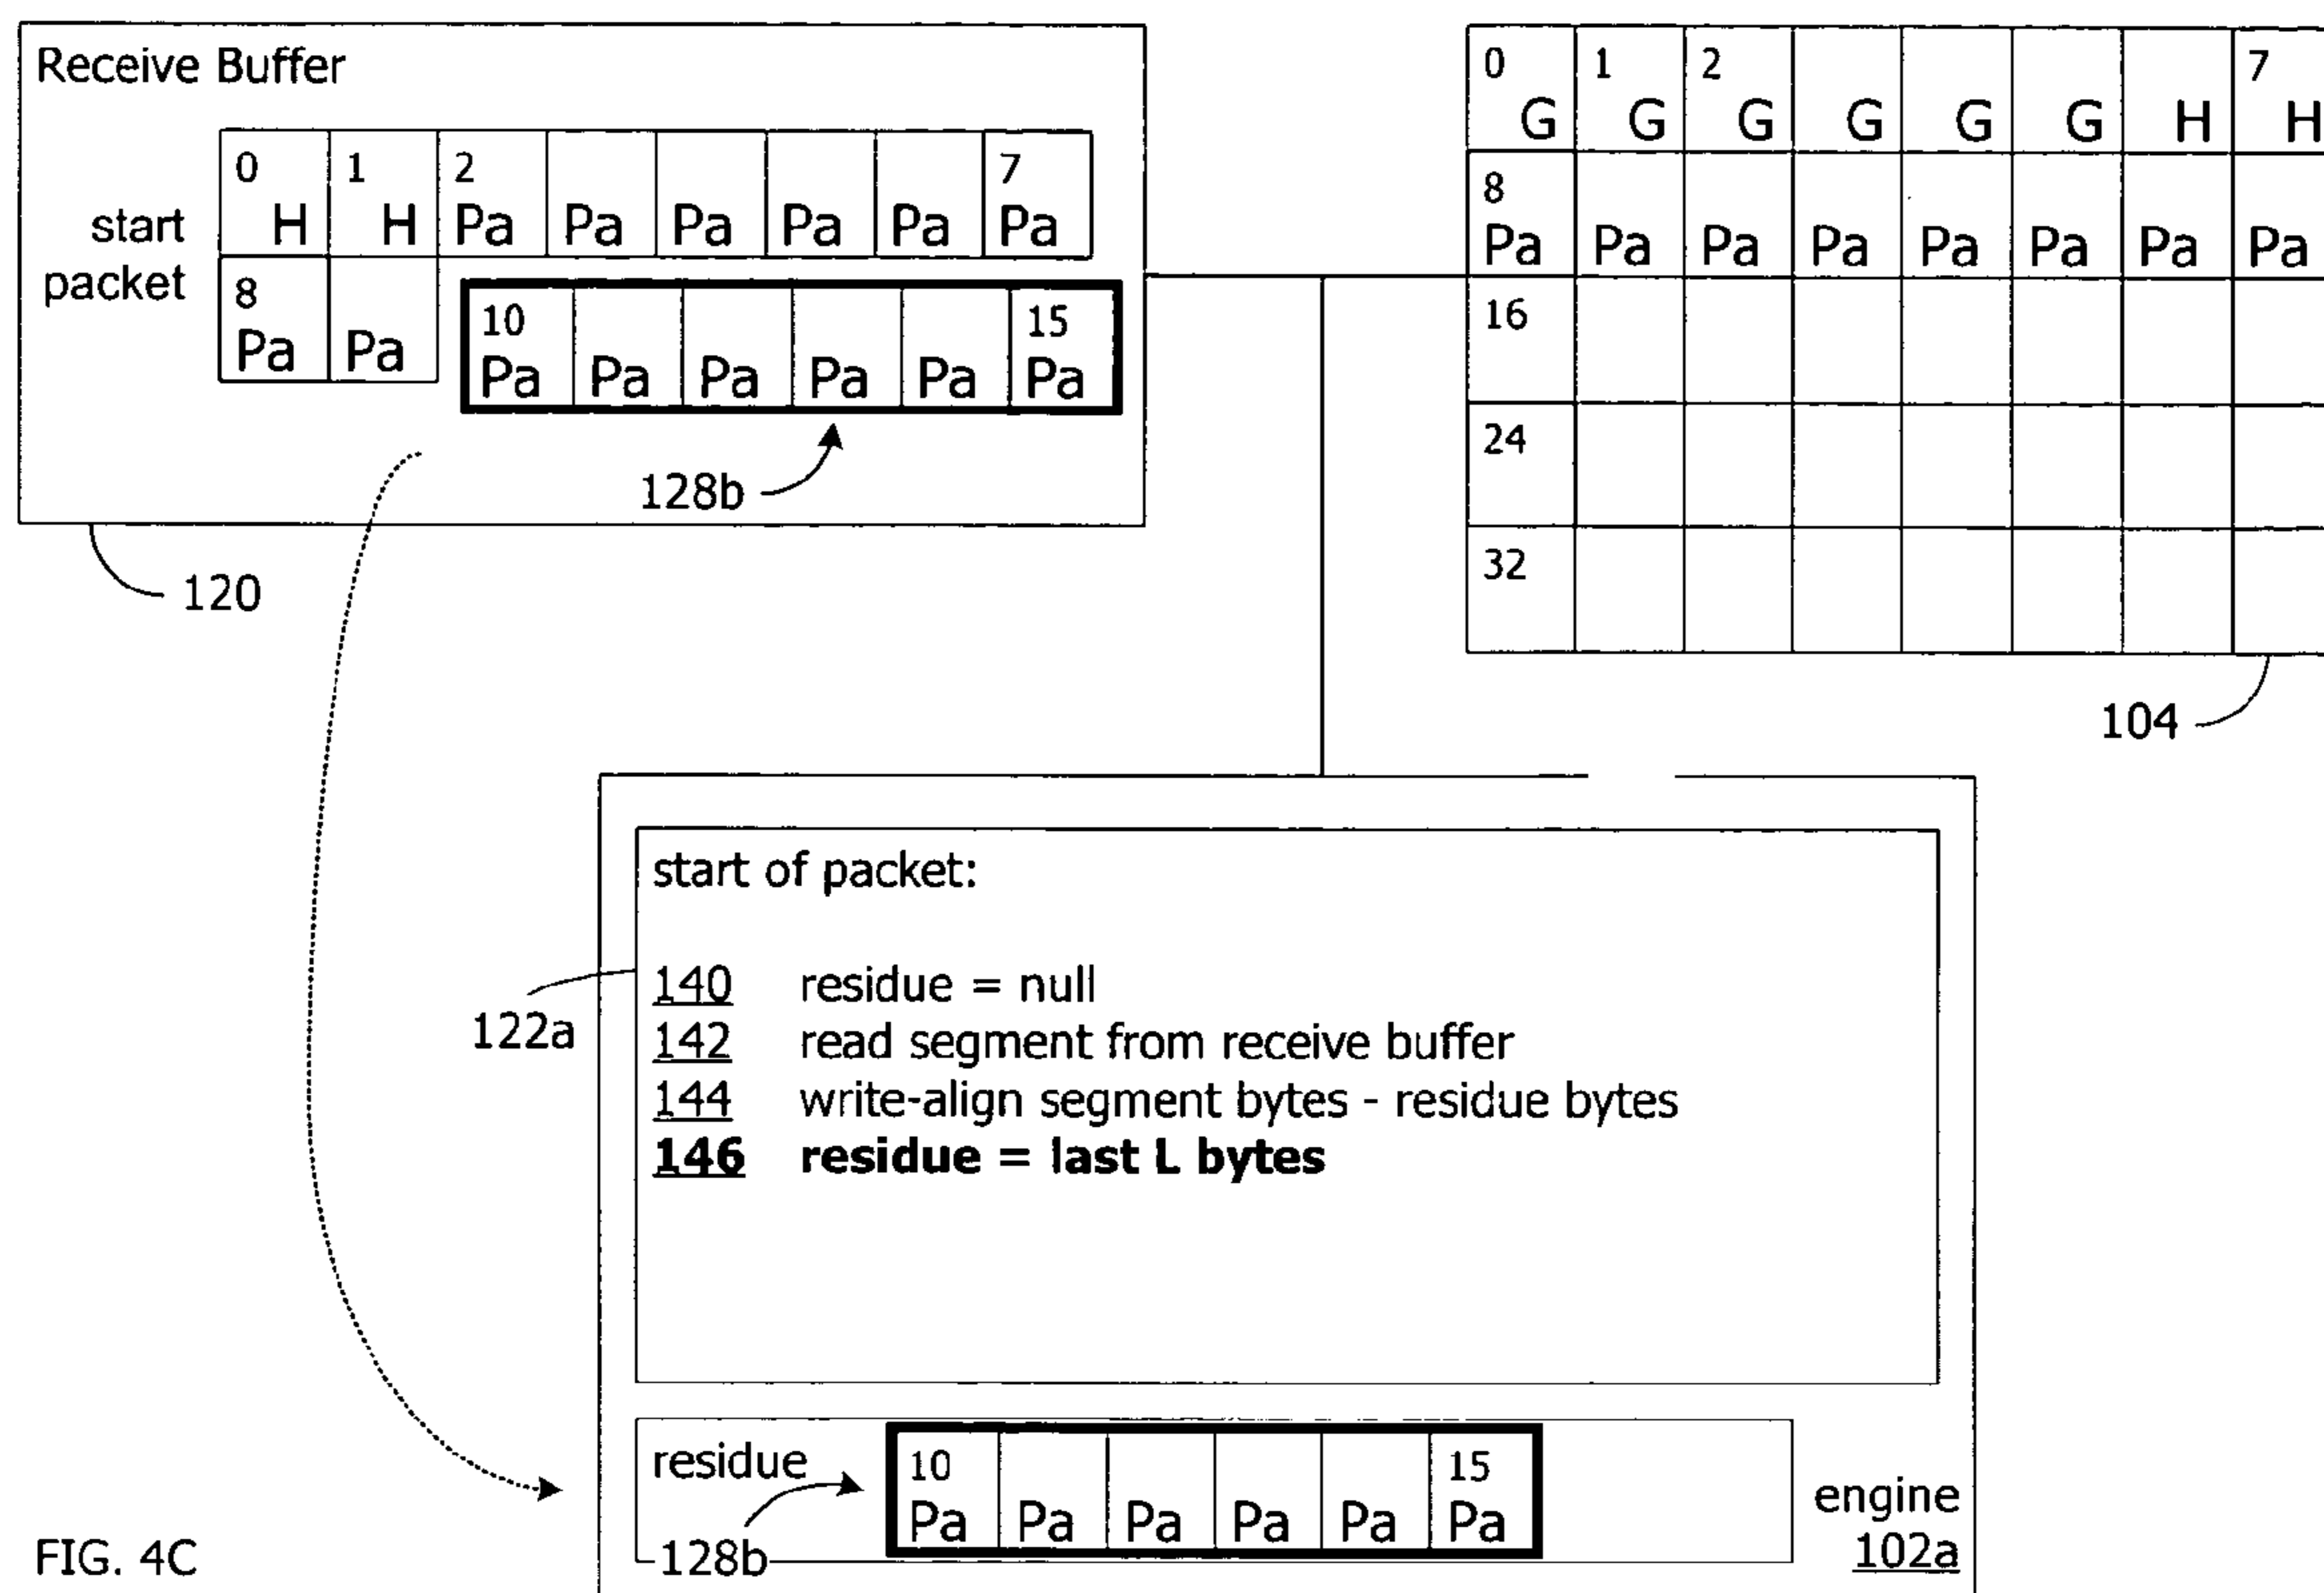 Receive Buffer
0 1 2 7
H H Pa Pa Pa Pa Pa Pa
start
packet
8
Pa Pa
10 15
Pa Pa Pa Pa Pa Pa
128b
120
0 1 2 7
G G G G G G H H
8
Pa Pa Pa Pa Pa Pa Pa Pa
16
24
32
104
start of packet:
140 residue = null
142 read segment from receive buffer
144 write-align segment bytes - residue bytes
146 residue = last L bytes
122a
residue
10 15
Pa Pa Pa Pa Pa Pa
128b
engine
102a
FIG. 4C